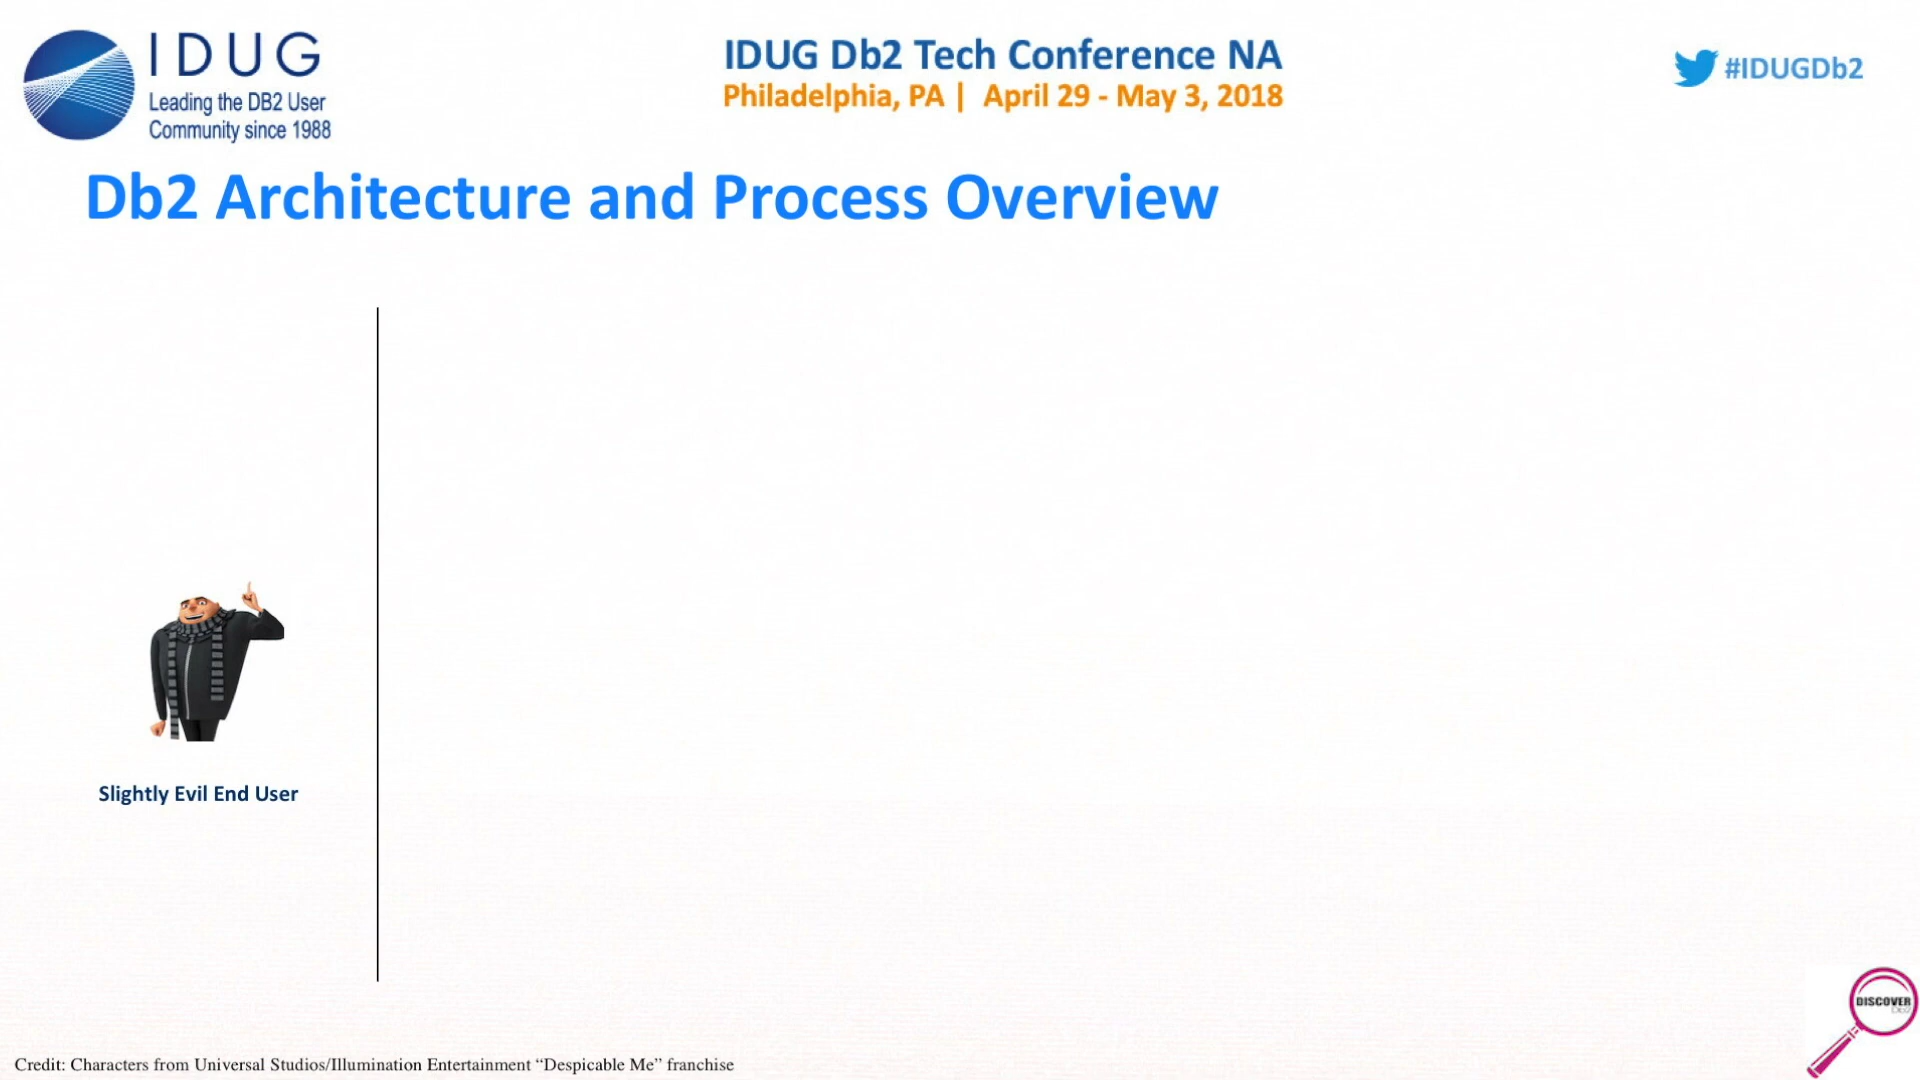 IDUG
Leading the DB2 User
Community since 1988
IDUG Db2 Tech Conference NA
Philadelphia, PA | April 29 - May 3, 2018
#IDUGDb2
Db2 Architecture and Process Overview
Slightly Evil End User
DISCOVER
Db2
Credit: Characters from Universal Studios/Illumination Entertainment “Despicable Me” franchise